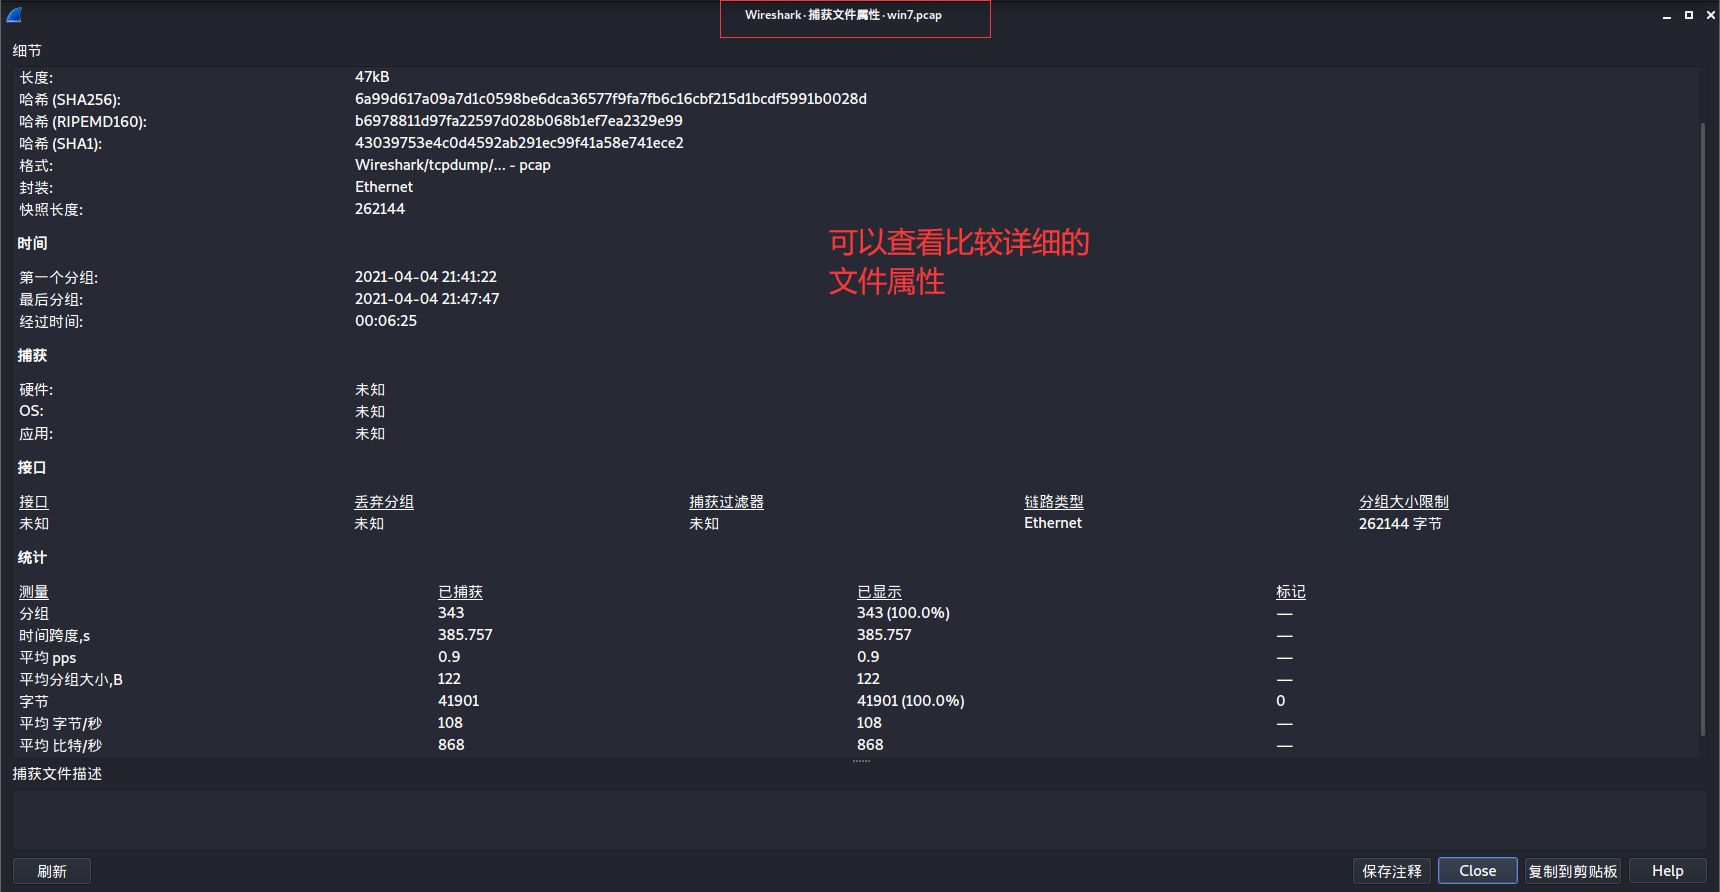 Wireshark · 捕获文件属性 · win7.pcap
细节
长度: 47kB
哈希 (SHA256): 6a99d617a09a7d1c0598be6dca36577f9fa7fb6c16cbf215d1bcdf5991b0028d
哈希 (RIPEMD160): b6978811d97fa22597d028b068b1ef7ea2329e99
哈希 (SHA1): 43039753e4c0d4592ab291ec99f41a58e741ece2
格式: Wireshark/tcpdump/... - pcap
封装: Ethernet
快照长度: 262144
可以查看比较详细的
文件属性
时间
第一个分组: 2021-04-04 21:41:22
最后分组: 2021-04-04 21:47:47
经过时间: 00:06:25
捕获
硬件: 未知
OS: 未知
应用: 未知
接口
接口 丢弃分组 捕获过滤器 链路类型 分组大小限制
未知 未知 未知 Ethernet 262144 字节
统计
测量 已捕获 已显示 标记
分组 343 343 (100.0%) —
时间跨度,s 385.757 385.757 —
平均 pps 0.9 0.9 —
平均分组大小,B 122 122 —
字节 41901 41901 (100.0%) 0
平均 字节/秒 108 108 —
平均 比特/秒 868 868 —
捕获文件描述
刷新 保存注释 Close 复制到剪贴板 Help